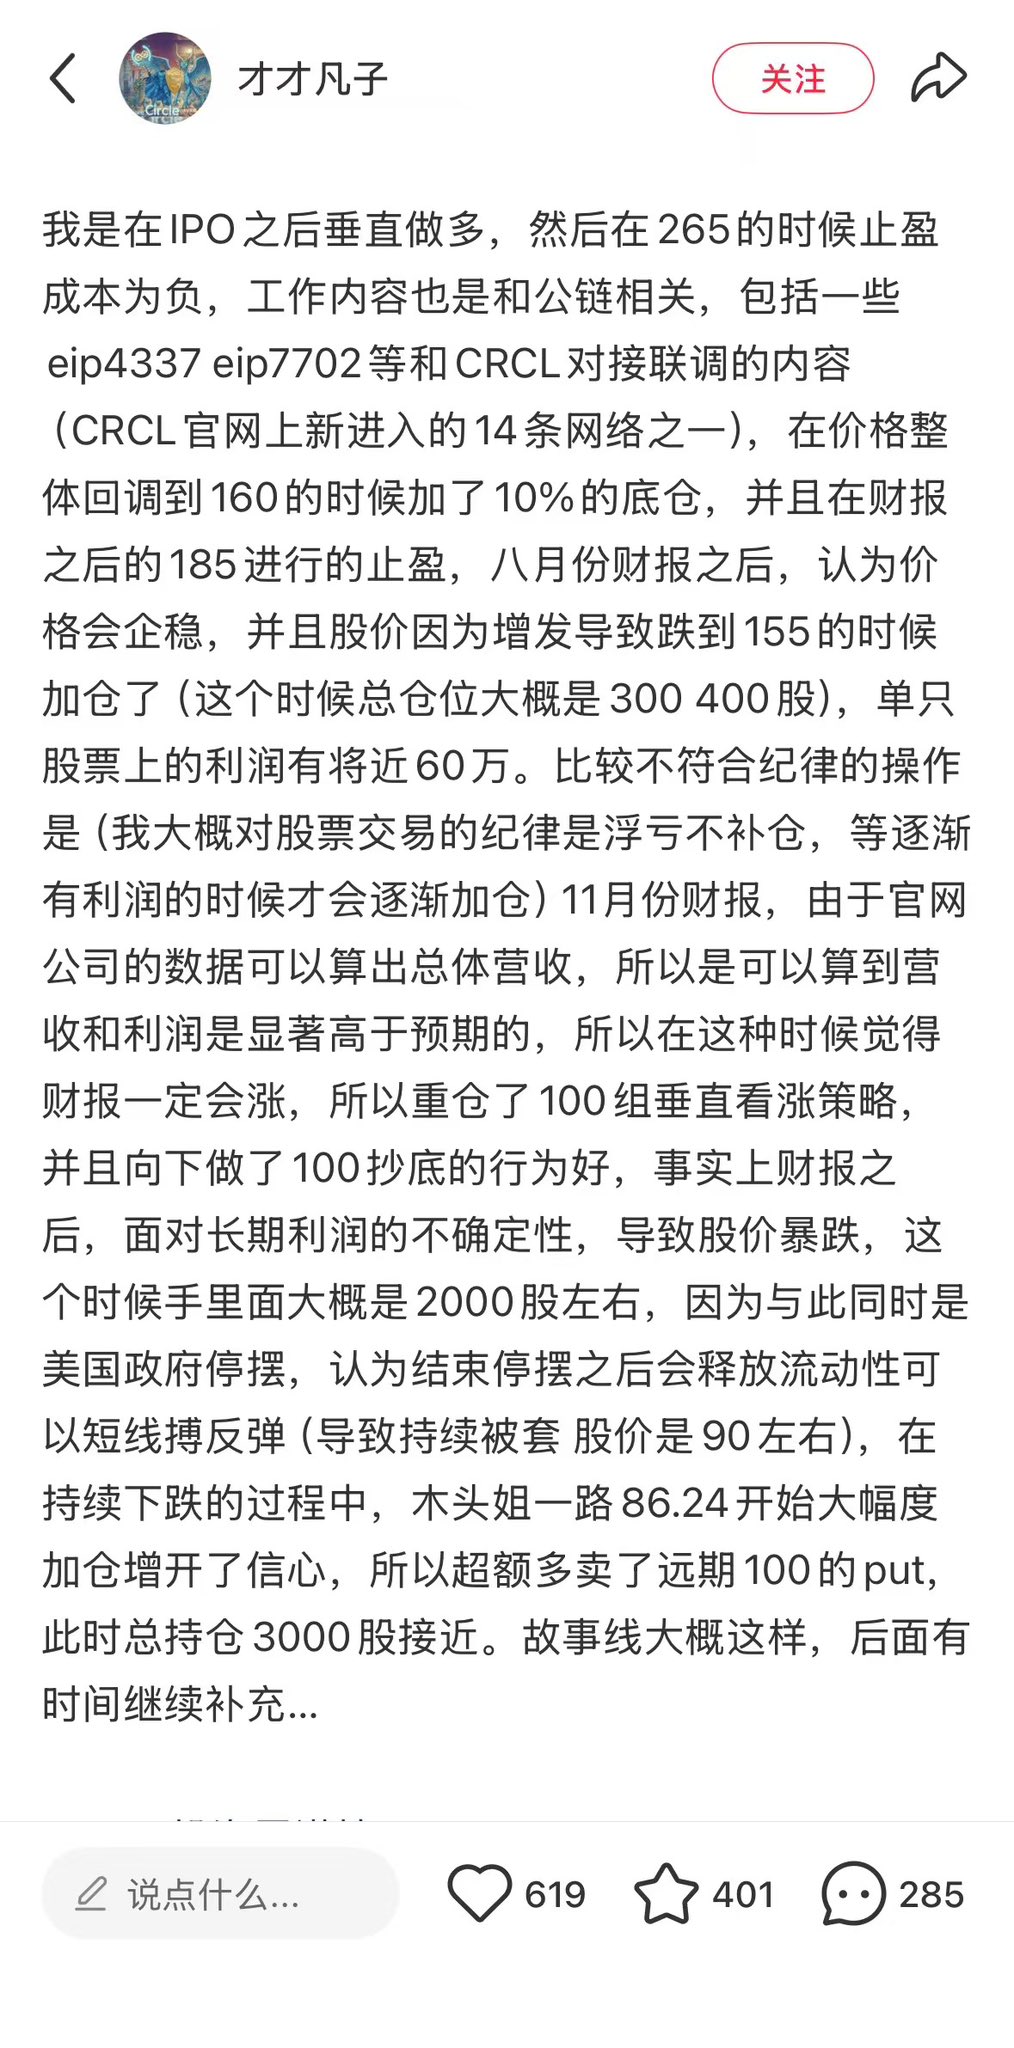 才才凡子
关注
Circle
我是在IPO之后垂直做多，然后在265的时候止盈
成本为负，工作内容也是和公链相关，包括一些
eip4337 eip7702等和CRCL对接联调的内容
（CRCL官网上新进入的14条网络之一），在价格整
体回调到160的时候加了10%的底仓，并且在财报
之后的185进行的止盈，八月份财报之后，认为价
格会企稳，并且股价因为增发导致跌到155的时候
加仓了（这个时候总仓位大概是300 400股），单只
股票上的利润有将近60万。比较不符合纪律的操作
是（我大概对股票交易的纪律是浮亏不补仓，等逐渐
有利润的时候才会逐渐加仓）11月份财报，由于官网
公司的数据可以算出总体营收，所以是可以算到营
收和利润是显著高于预期的，所以在这种时候觉得
财报一定会涨，所以重仓了100组垂直看涨策略，
并且向下做了100抄底的行为好，事实上财报之
后，面对长期利润的不确定性，导致股价暴跌，这
个时候手里面大概是2000股左右，因为与此同时是
美国政府停摆，认为结束停摆之后会释放流动性可
以短线搏反弹（导致持续被套 股价是90左右），在
持续下跌的过程中，木头姐一路86.24开始大幅度
加仓增开了信心，所以超额多卖了远期100的put，
此时总持仓3000股接近。故事线大概这样，后面有
时间继续补充...
说点什么...
619
401
285